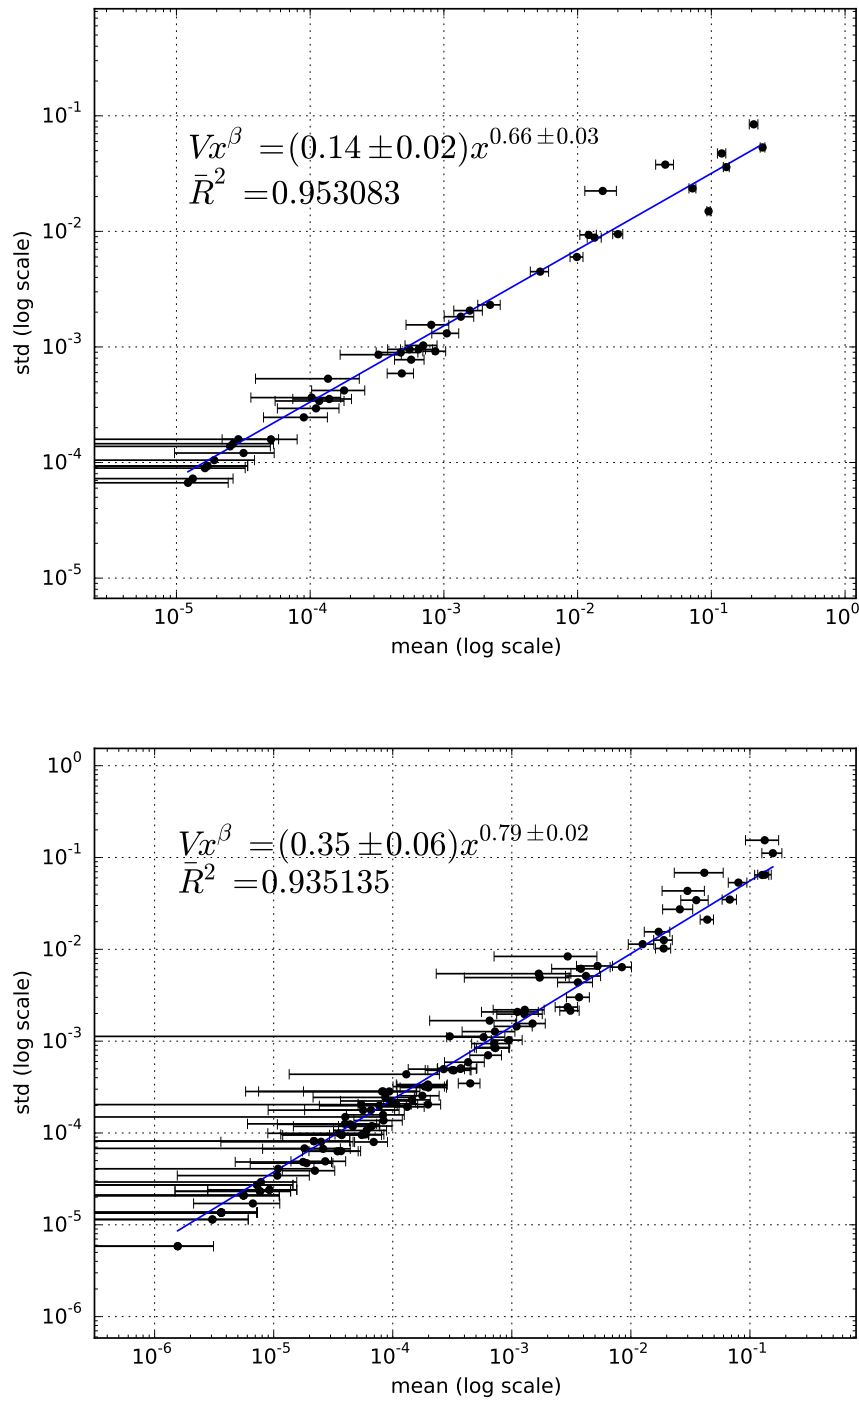 10⁻¹
Vx^β =(0.14±0.02)x^0.66±0.03
R̄² =0.953083
10⁻²
std (log scale)
10⁻³
10⁻⁴
10⁻⁵
10⁻⁵ 10⁻⁴ 10⁻³ 10⁻² 10⁻¹ 10⁰
mean (log scale)
10⁰
Vx^β =(0.35±0.06)x^0.79±0.02
10⁻¹
R̄² =0.935135
10⁻²
std (log scale)
10⁻³
10⁻⁴
10⁻⁵
10⁻⁶
10⁻⁶ 10⁻⁵ 10⁻⁴ 10⁻³ 10⁻² 10⁻¹
mean (log scale)